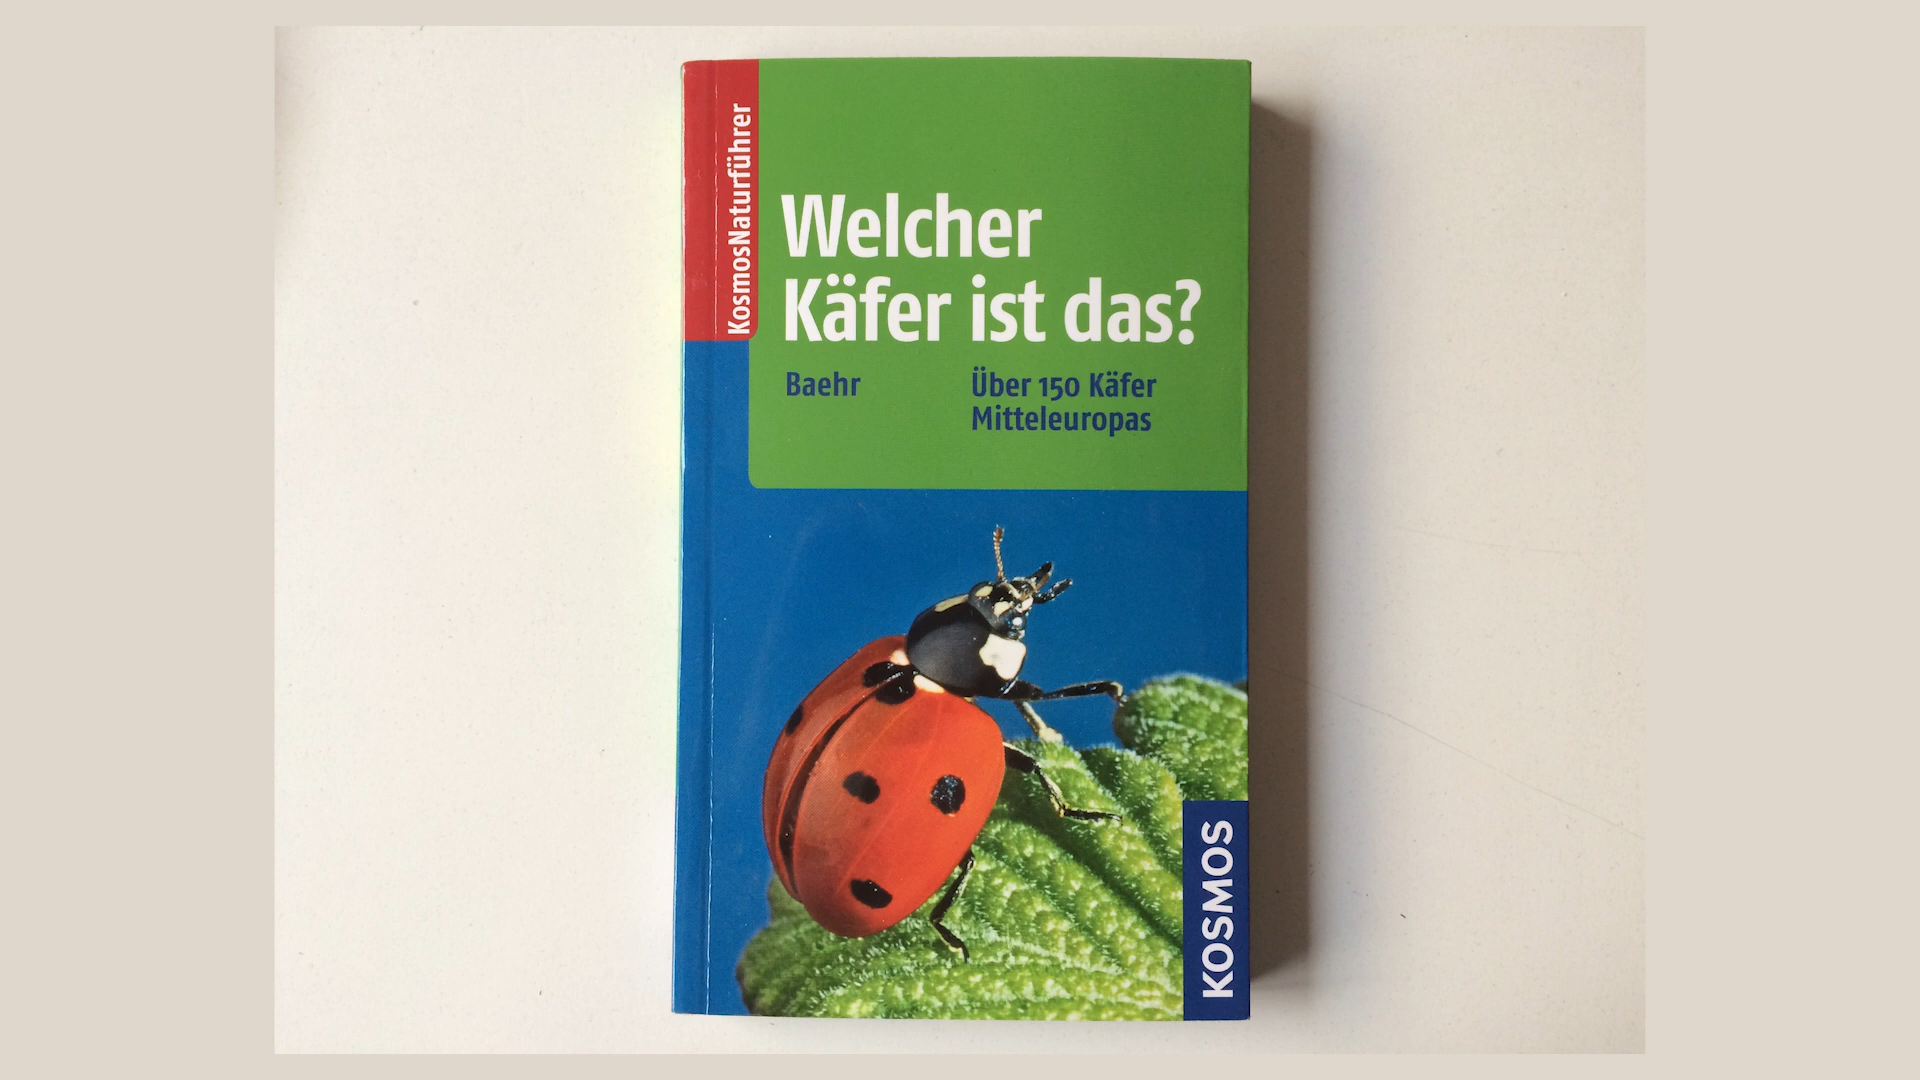 KosmosNaturführer
Welcher
Käfer ist das?
Baehr
Über 150 Käfer
Mitteleuropas
KOSMOS